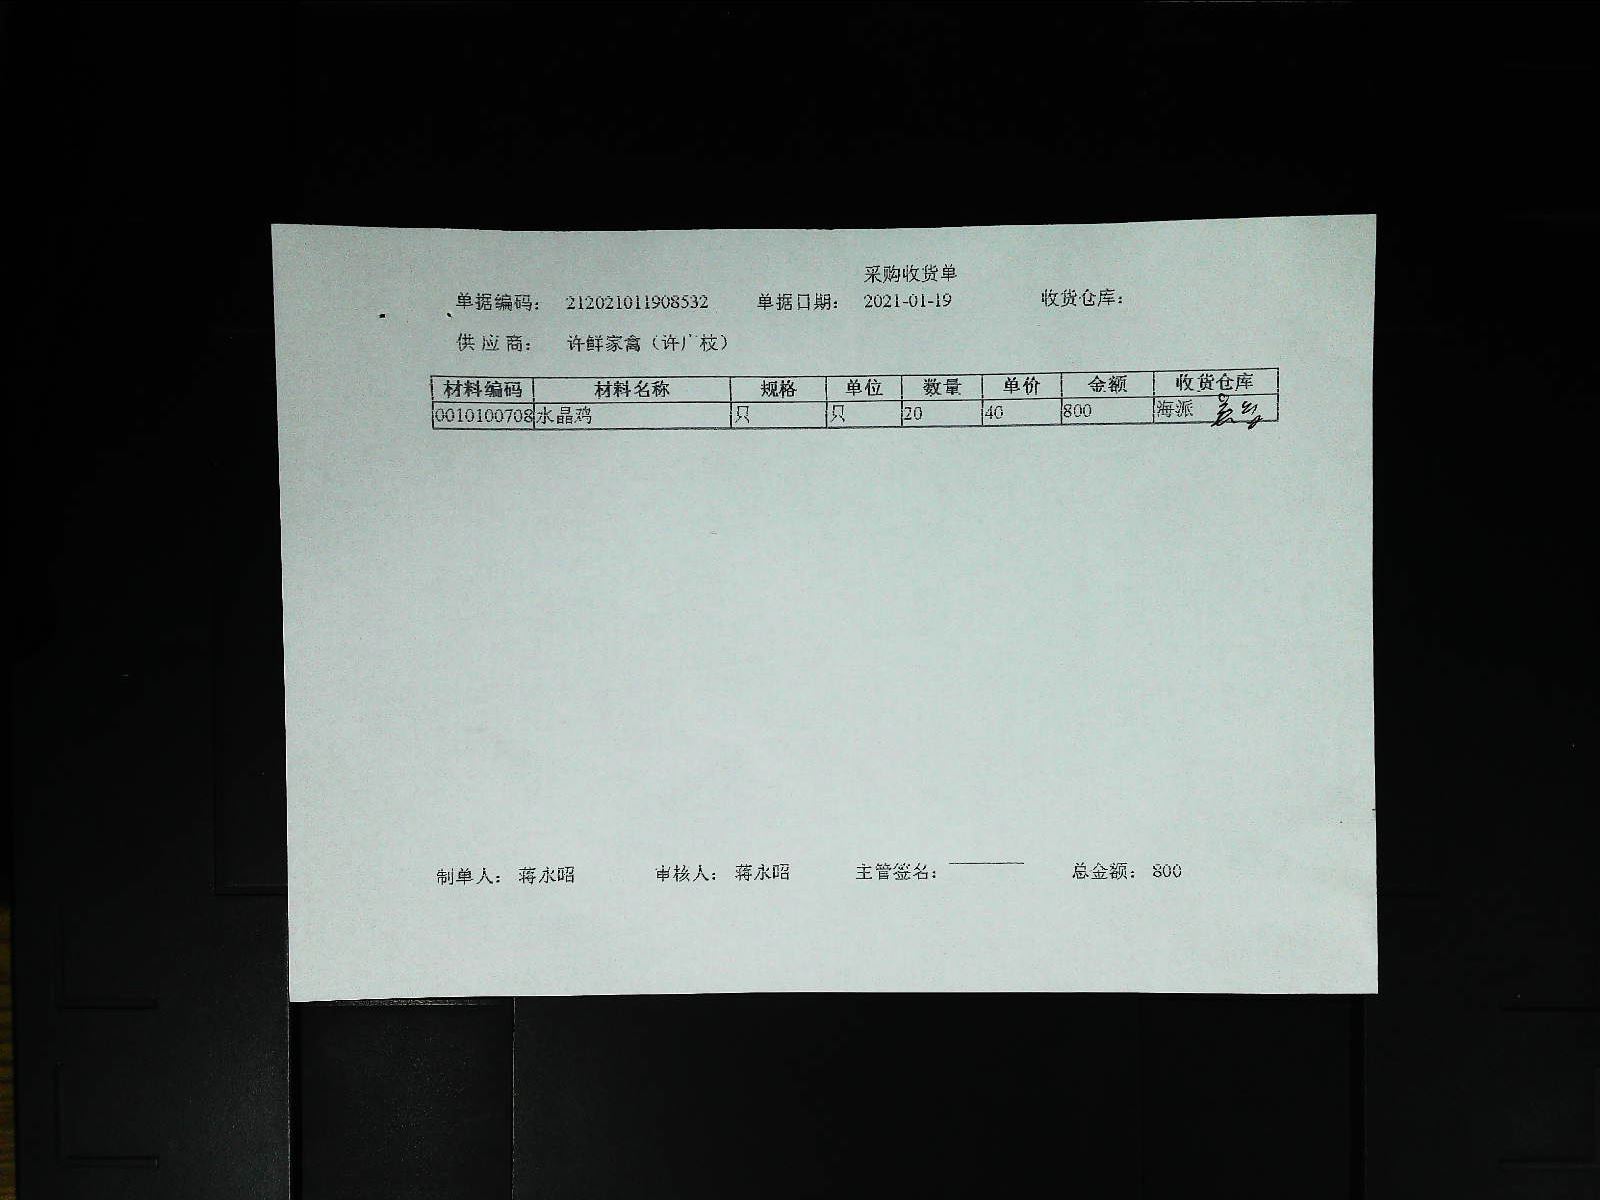 采购收货单
单据编码： 212021011908532 单据日期： 2021-01-19 收货仓库：
供 应 商： 许鲜家禽（许广枝）
材料编码 材料名称 规格 单位 数量 单价 金额 收货仓库
0010100708 水晶鸡 只 只 20 40 800 海派
制单人： 蒋永昭 审核人： 蒋永昭 主管签名： 总金额： 800